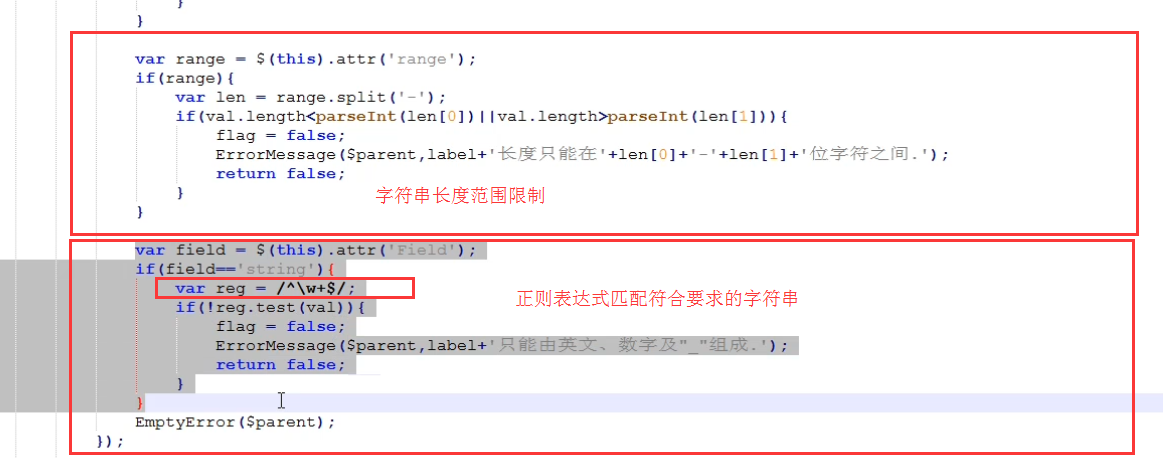 }
}
var range = $(this).attr('range');
if(range){
var len = range.split('-');
if(val.length<parseInt(len[0])||val.length>parseInt(len[1])){
flag = false;
ErrorMessage($parent,label+'长度只能在'+len[0]+'-'+len[1]+'位字符之间.');
return false;
}
字符串长度范围限制
}
var field = $(this).attr('Field');
if(field=='string'){
var reg = /^\w+$/;
正则表达式匹配符合要求的字符串
if(!reg.test(val)){
flag = false;
ErrorMessage($parent,label+'只能由英文、数字及"_"组成.');
return false;
}
}
EmptyError($parent);
});